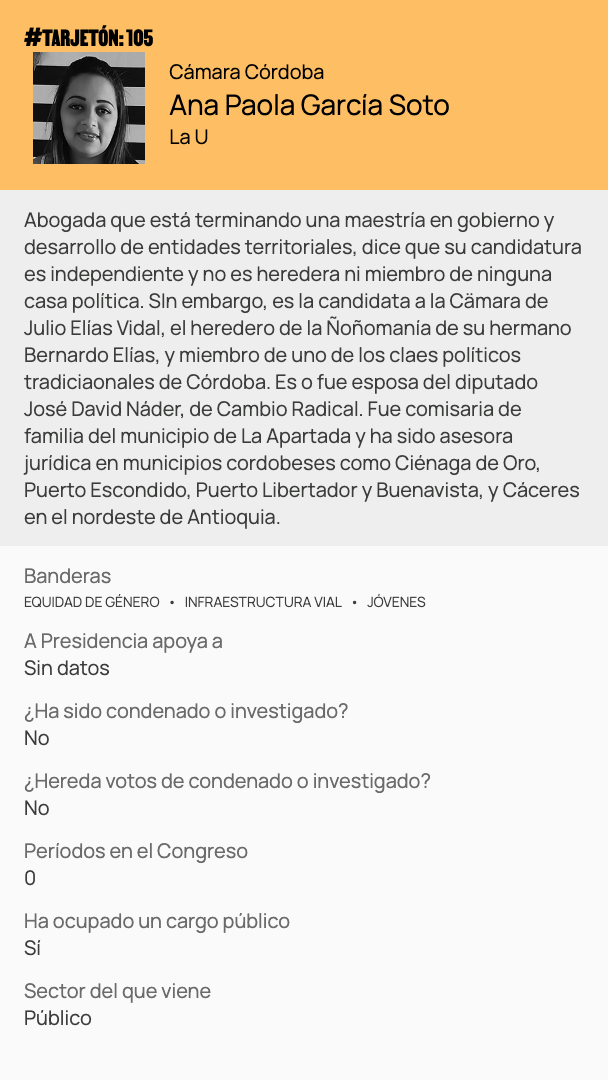 #TARJETÓN: 105
Cámara Córdoba
Ana Paola García Soto
La U
Abogada que está terminando una maestría en gobierno y
desarrollo de entidades territoriales, dice que su candidatura
es independiente y no es heredera ni miembro de ninguna
casa política. SIn embargo, es la candidata a la Cämara de
Julio Elías Vidal, el heredero de la Ñoñomanía de su hermano
Bernardo Elías, y miembro de uno de los claes políticos
tradiciaonales de Córdoba. Es o fue esposa del diputado
José David Náder, de Cambio Radical. Fue comisaria de
familia del municipio de La Apartada y ha sido asesora
jurídica en municipios cordobeses como Ciénaga de Oro,
Puerto Escondido, Puerto Libertador y Buenavista, y Cáceres
en el nordeste de Antioquia.
Banderas
EQUIDAD DE GÉNERO • INFRAESTRUCTURA VIAL • JÓVENES
A Presidencia apoya a
Sin datos
¿Ha sido condenado o investigado?
No
¿Hereda votos de condenado o investigado?
No
Períodos en el Congreso
0
Ha ocupado un cargo público
Sí
Sector del que viene
Público